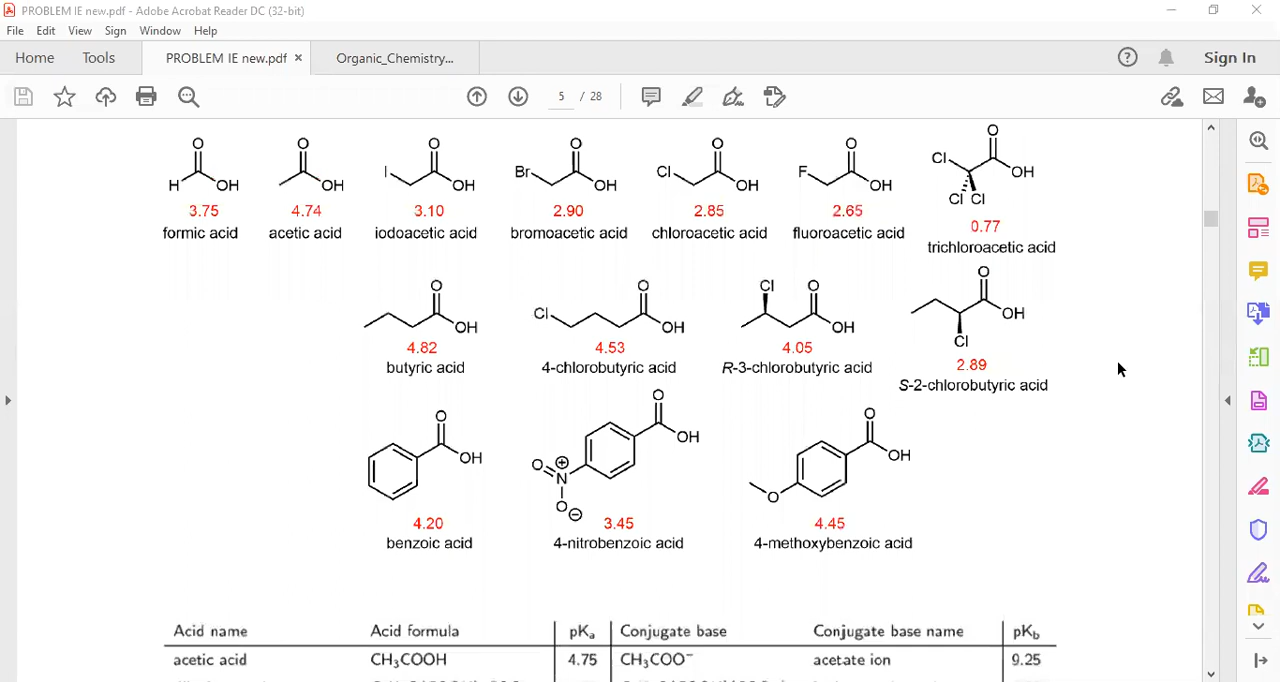 PROBLEM IE new.pdf - Adobe Acrobat Reader DC (32-bit)
File Edit View Sign Window Help
Home Tools PROBLEM IE new.pdf × Organic_Chemistry... Sign In
5 / 28
O O O O O O O
H OH OH I OH Br OH Cl OH F OH Cl OH
Cl Cl
3.75 4.74 3.10 2.90 2.85 2.65 0.77
formic acid acetic acid iodoacetic acid bromoacetic acid chloroacetic acid fluoroacetic acid trichloroacetic acid
O O Cl O O
OH Cl OH OH OH
Cl
4.82 4.53 4.05 2.89
butyric acid 4-chlorobutyric acid R-3-chlorobutyric acid S-2-chlorobutyric acid
O O O
OH OH OH
O N O O
4.20 3.45 4.45
benzoic acid 4-nitrobenzoic acid 4-methoxybenzoic acid
Acid name Acid formula pKa Conjugate base Conjugate base name pKb
acetic acid CH₃COOH 4.75 CH₃COO⁻ acetate ion 9.25